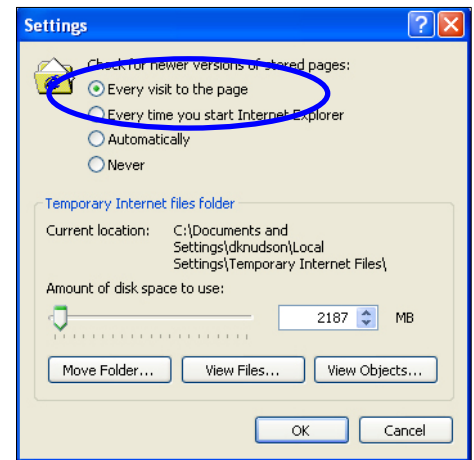 Settings
Check for newer versions of stored pages:
Every visit to the page
Every time you start Internet Explorer
Automatically
Never
Temporary Internet files folder
Current location: C:\Documents and
Settings\dknudson\Local
Settings\Temporary Internet Files\
Amount of disk space to use:
2187 MB
Move Folder... View Files... View Objects...
OK Cancel